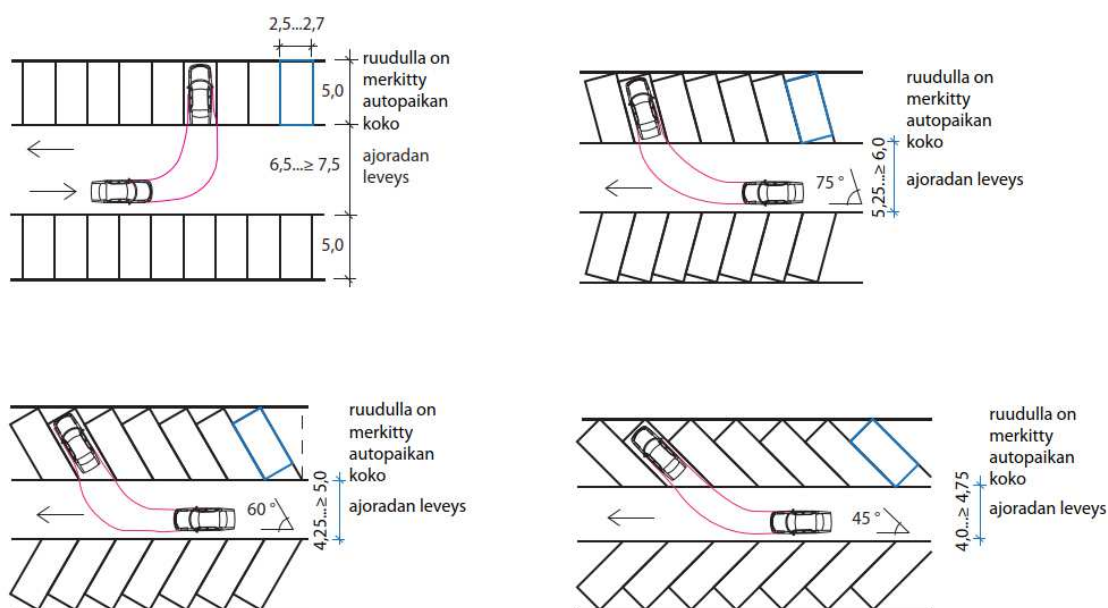 2,5...2,7
ruudulla on
merkitty
autopaikan
koko
5,0
6,5...≥ 7,5
ajoradan
leveys
5,0
ruudulla on
merkitty
autopaikan
koko
5,25...≥ 6,0
75 °
ajoradan leveys
ruudulla on
merkitty
autopaikan
koko
4,25...≥ 5,0
60 °
ajoradan leveys
ruudulla on
merkitty
autopaikan
koko
4,0...≥ 4,75
45 °
ajoradan leveys